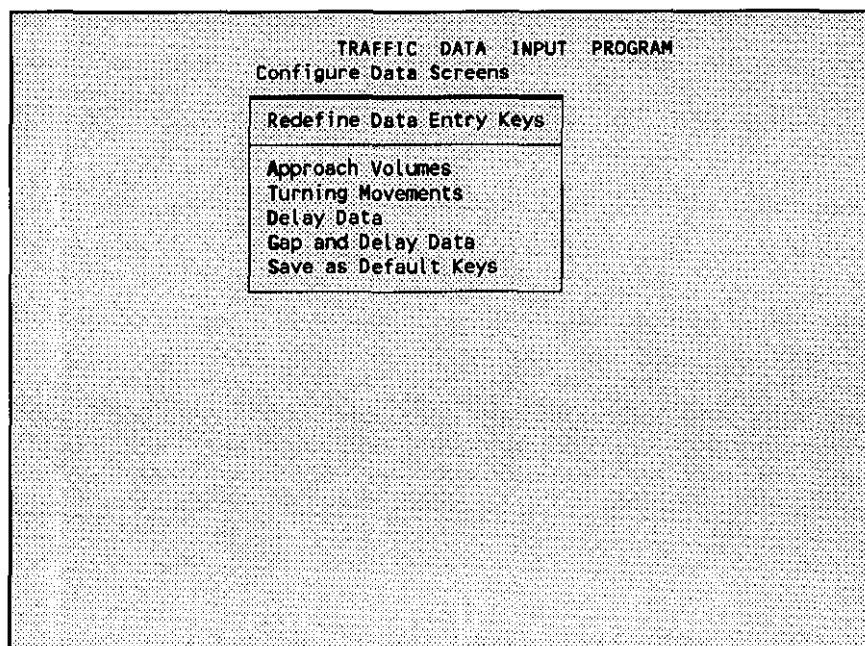 TRAFFIC DATA INPUT PROGRAM
Configure Data Screens
Redefine Data Entry Keys
Approach Volumes
Turning Movements
Delay Data
Gap and Delay Data
Save as Default Keys